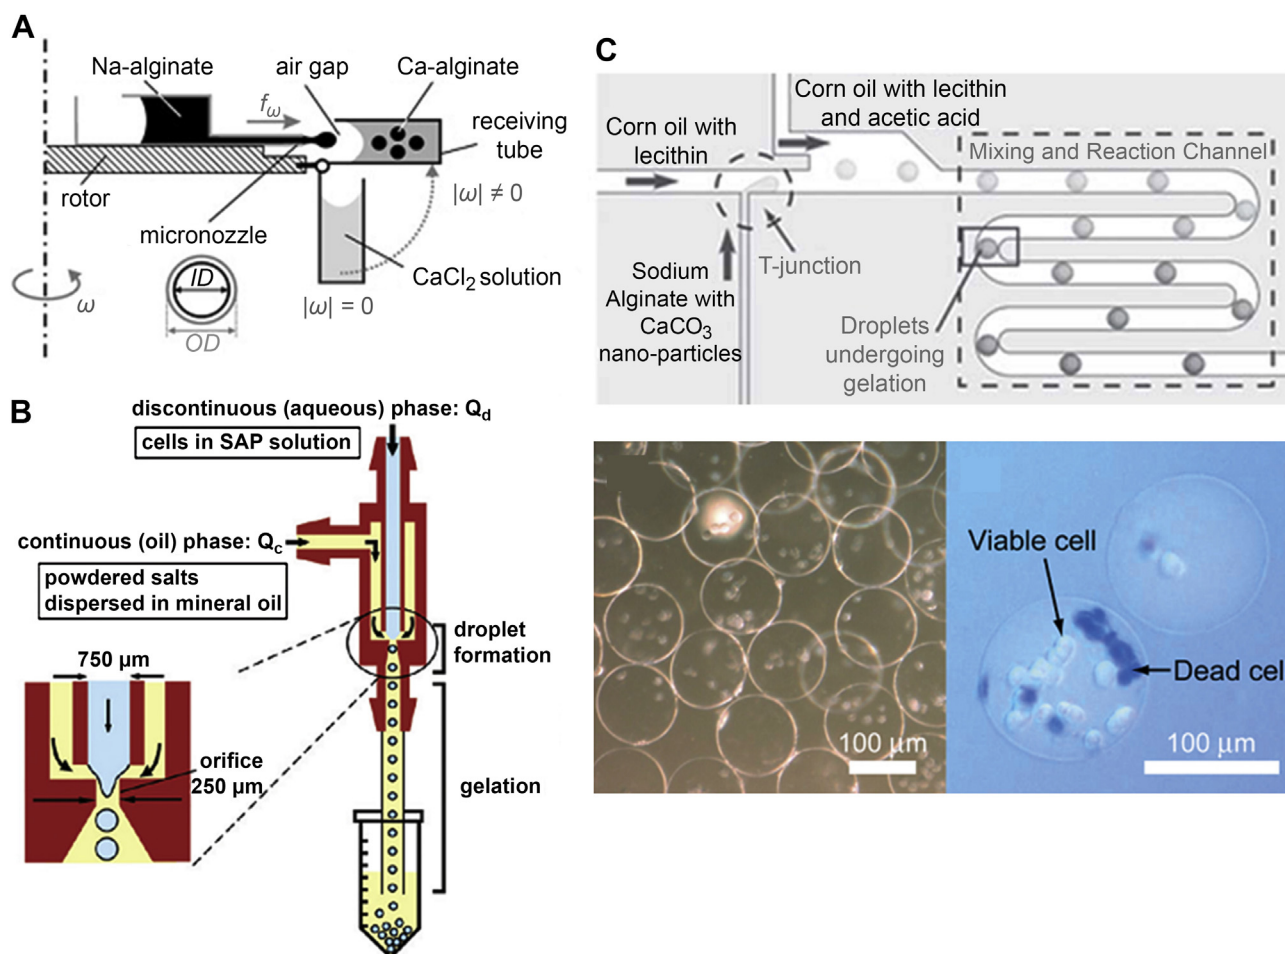 A
Na-alginate
air gap
Ca-alginate
fω
receiving
tube
rotor
|ω| ≠ 0
micronozzle
CaCl2 solution
ID
OD
ω
|ω| = 0
B
discontinuous (aqueous) phase: Qd
cells in SAP solution
continuous (oil) phase: Qc
powdered salts
dispersed in mineral oil
droplet
formation
750 µm
orifice
250 µm
gelation
C
Corn oil with lecithin
and acetic acid
Corn oil with
lecithin
Mixing and Reaction Channel
T-junction
Sodium
Alginate with
CaCO3
nano-particles
Droplets
undergoing
gelation
100 µm
Viable cell
Dead cel
100 µm